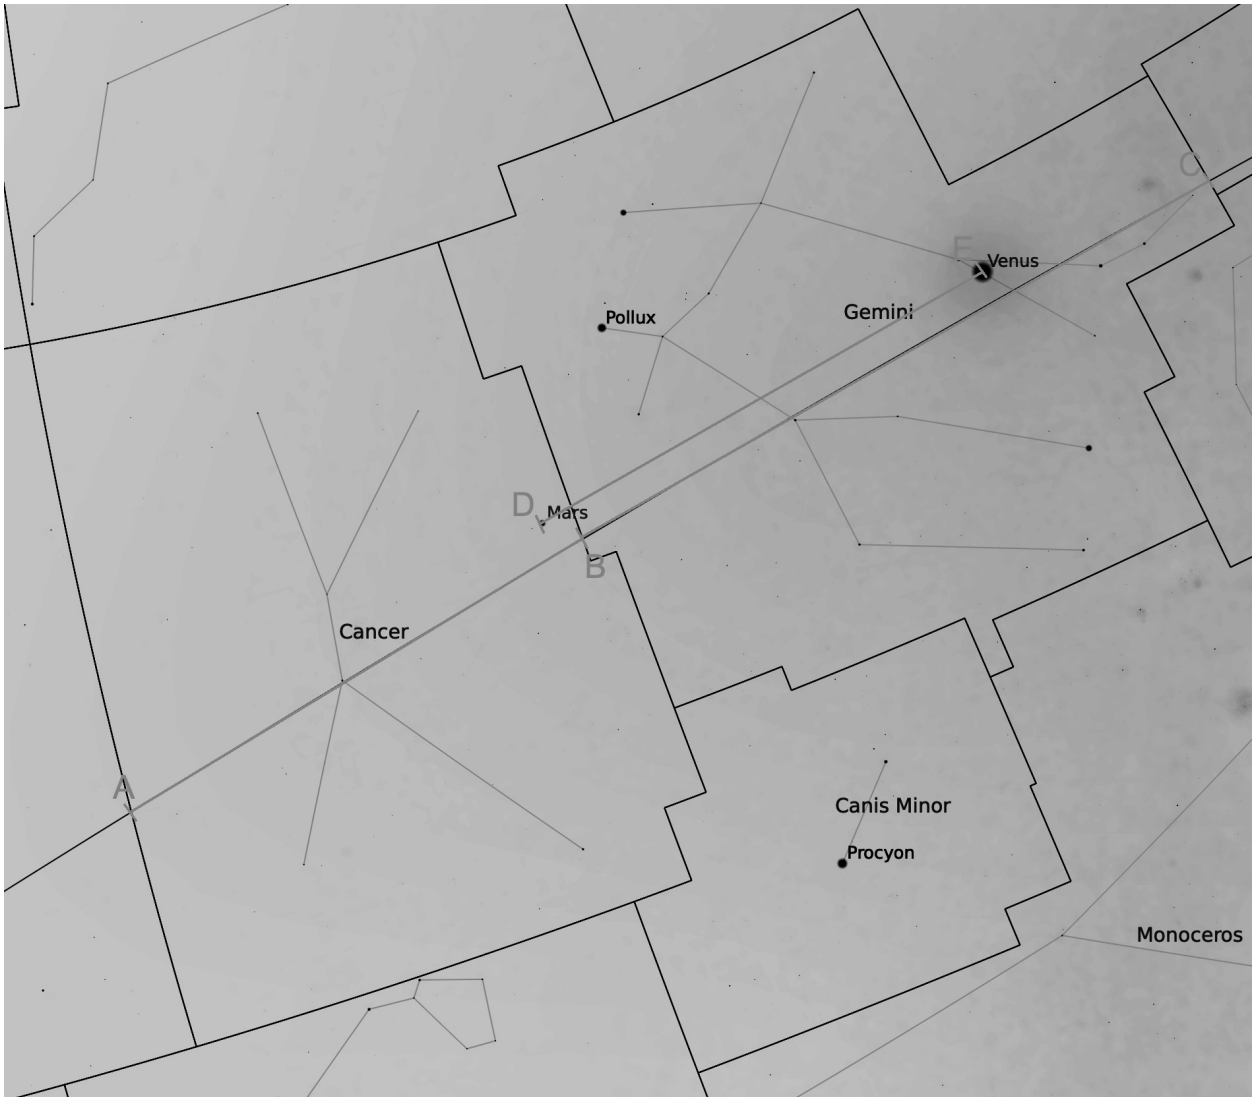 C
E
Venus
Gemini
Pollux
D
Mars
B
Cancer
A
Canis Minor
Procyon
Monoceros